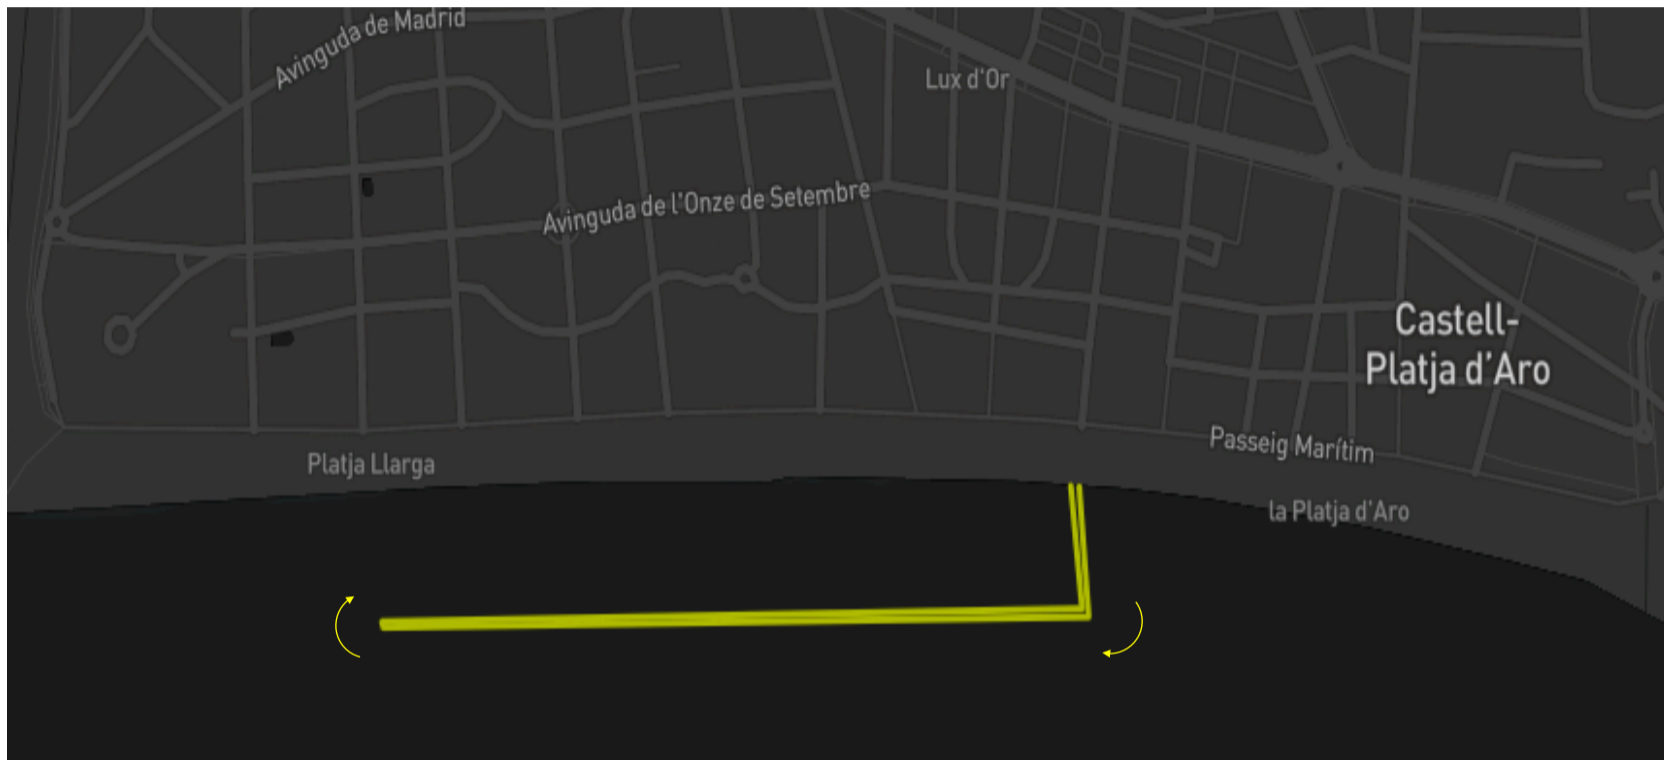 Avinguda de Madrid
Lux d'Or
Avinguda de l'Onze de Setembre
Castell-
Platja d'Aro
Passeig Marítim
Platja Llarga
la Platja d'Aro